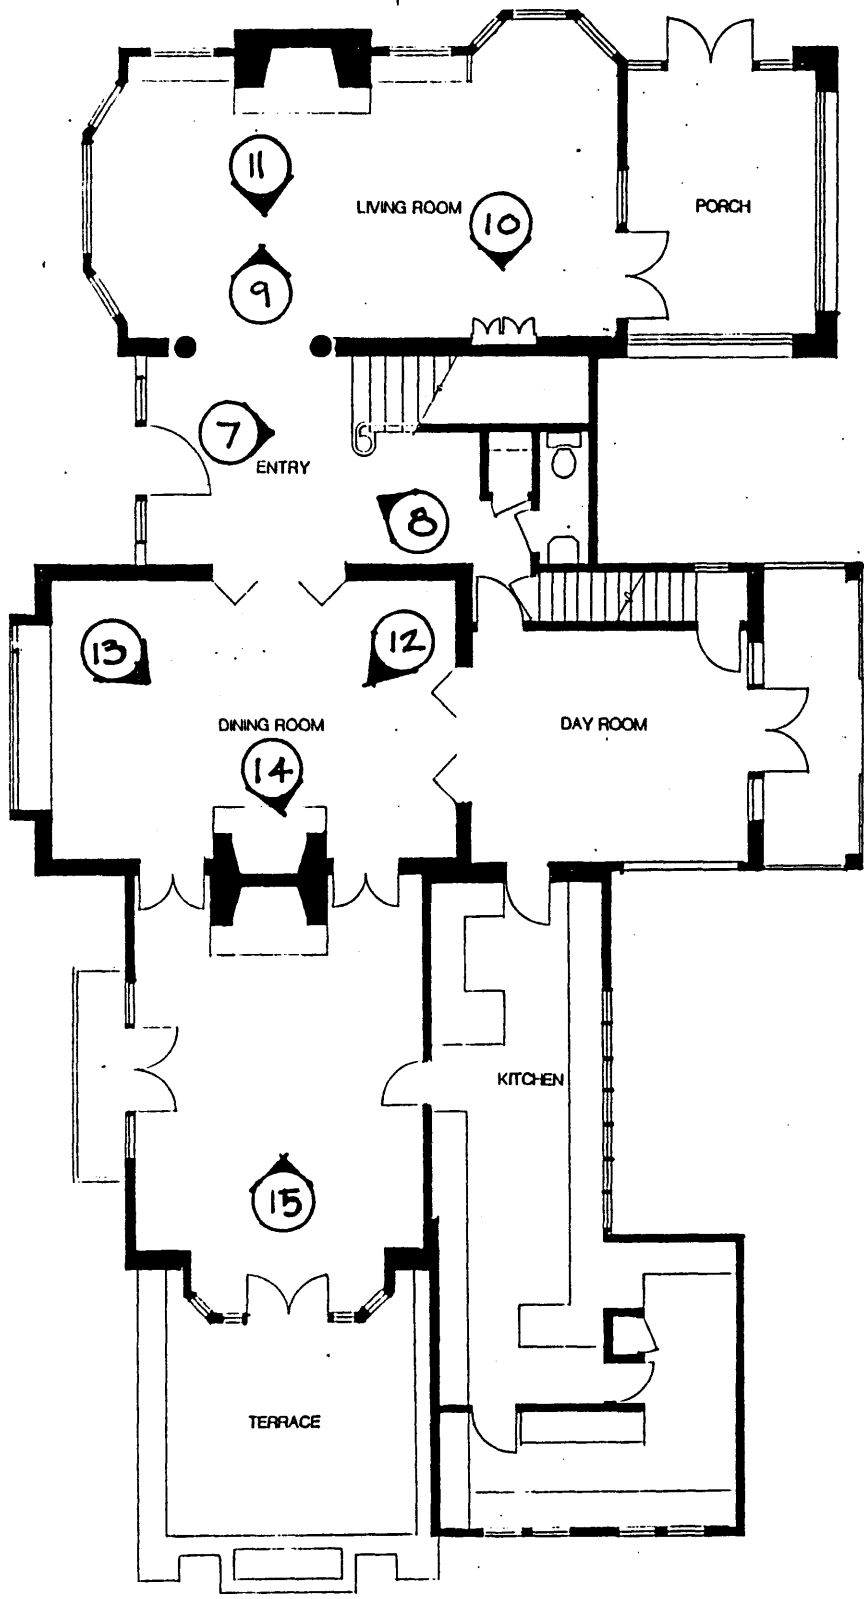 11
LIVING ROOM
10
PORCH
9
7
ENTRY
8
13
12
DINING ROOM
DAY ROOM
14
KITCHEN
15
TERRACE